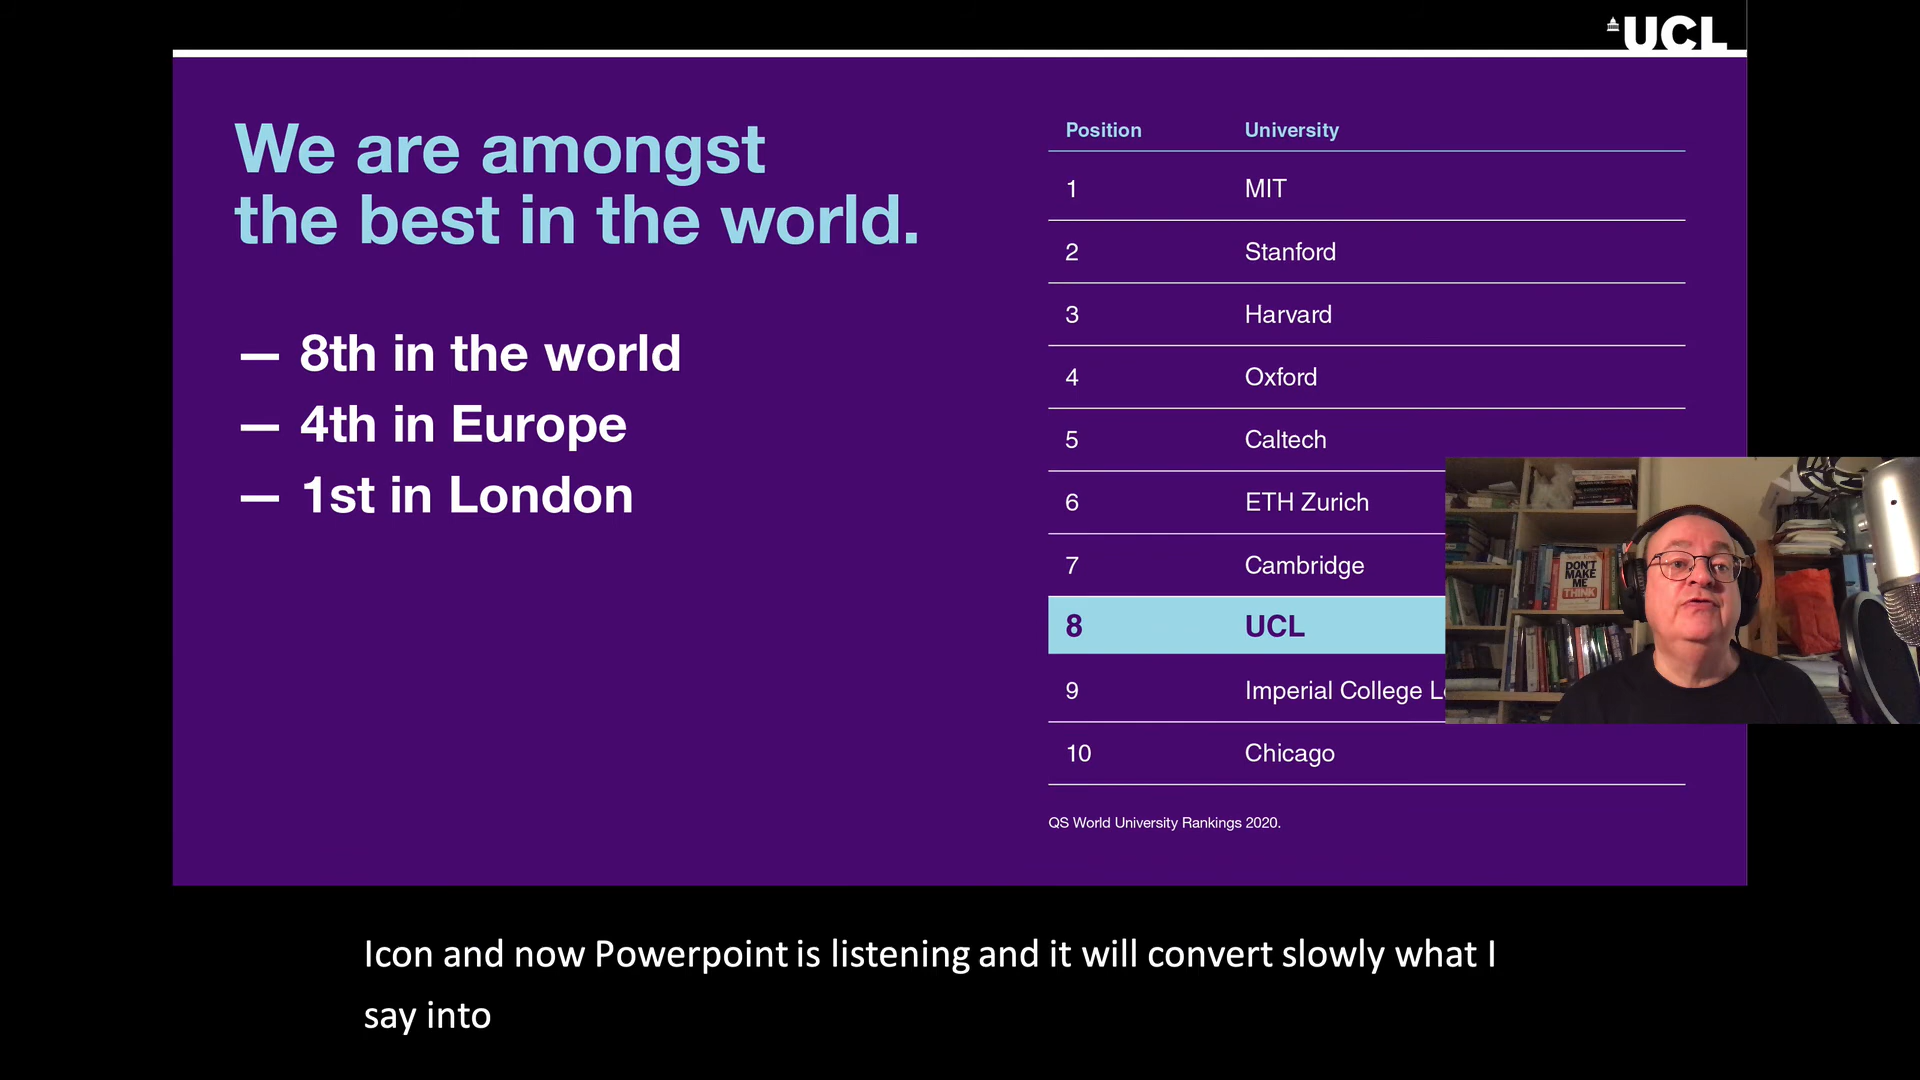 UCL
We are amongst
the best in the world.
— 8th in the world
— 4th in Europe
— 1st in London
Position University
1 MIT
2 Stanford
3 Harvard
4 Oxford
5 Caltech
6 ETH Zurich
7 Cambridge
8 UCL
9 Imperial College
10 Chicago
QS World University Rankings 2020.
DON'T
MAKE
ME
THINK
Icon and now Powerpoint is listening and it will convert slowly what I
say into